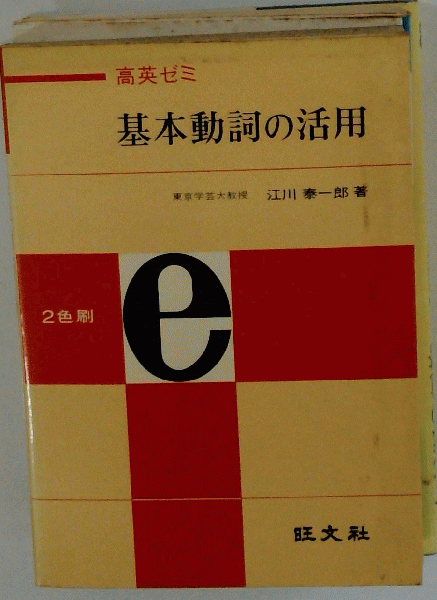 高英ゼミ
基本動詞の活用
東京学芸大教授 江川 泰一郎 著
2色刷
e
旺文社